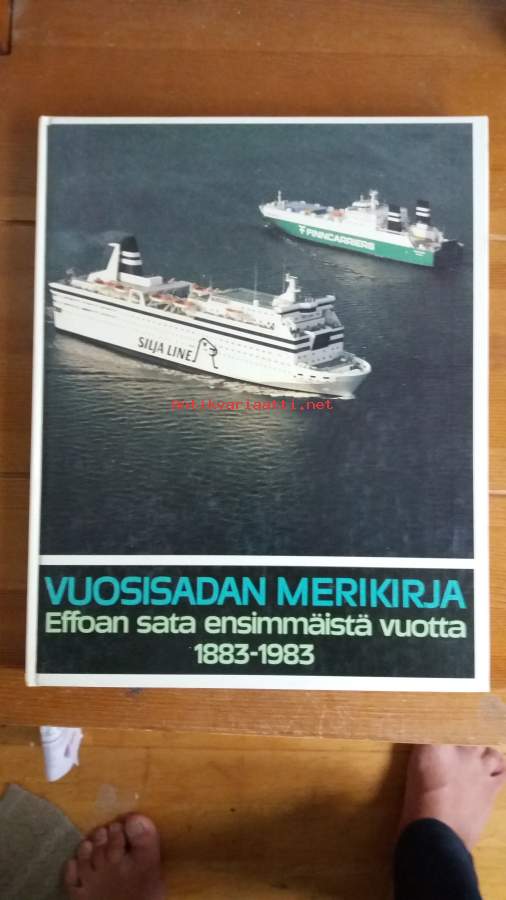 FINNCARRIERS
SILJA LINE
antikvariaatti.net
VUOSISADAN MERIKIRJA
Effoan sata ensimmäistä vuotta
1883-1983